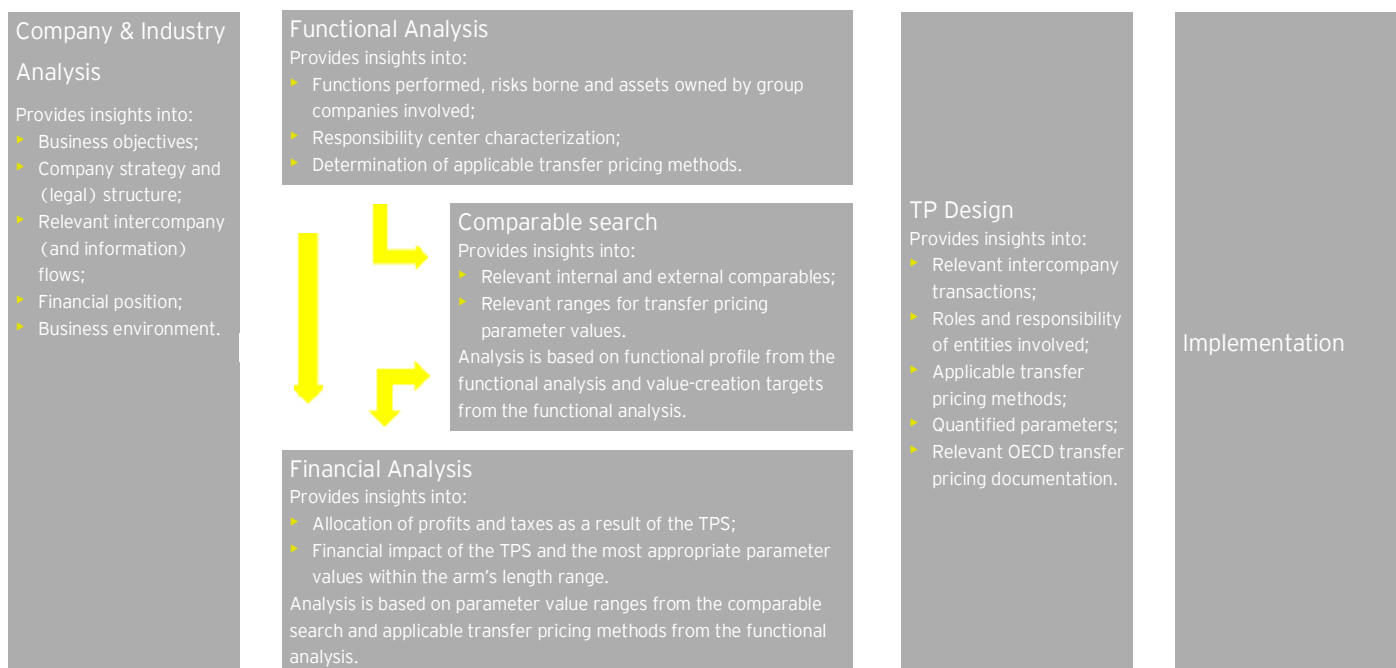 Company & Industry
Analysis
Provides insights into:
Business objectives;
Company strategy and
(legal) structure;
Relevant intercompany
(and information)
flows;
Financial position;
Business environment.
Functional Analysis
Provides insights into:
Functions performed, risks borne and assets owned by group
companies involved;
Responsibility center characterization;
Determination of applicable transfer pricing methods.
Comparable search
Provides insights into:
Relevant internal and external comparables;
Relevant ranges for transfer pricing
parameter values.
Analysis is based on functional profile from the
functional analysis and value-creation targets
from the functional analysis.
Financial Analysis
Provides insights into:
Allocation of profits and taxes as a result of the TPS;
Financial impact of the TPS and the most appropriate parameter
values within the arm's length range.
Analysis is based on parameter value ranges from the comparable
search and applicable transfer pricing methods from the functional
analysis.
TP Design
Provides insights into:
Relevant intercompany
transactions;
Roles and responsibility
of entities involved;
Applicable transfer
pricing methods;
Quantified parameters;
Relevant OECD transfer
pricing documentation.
Implementation